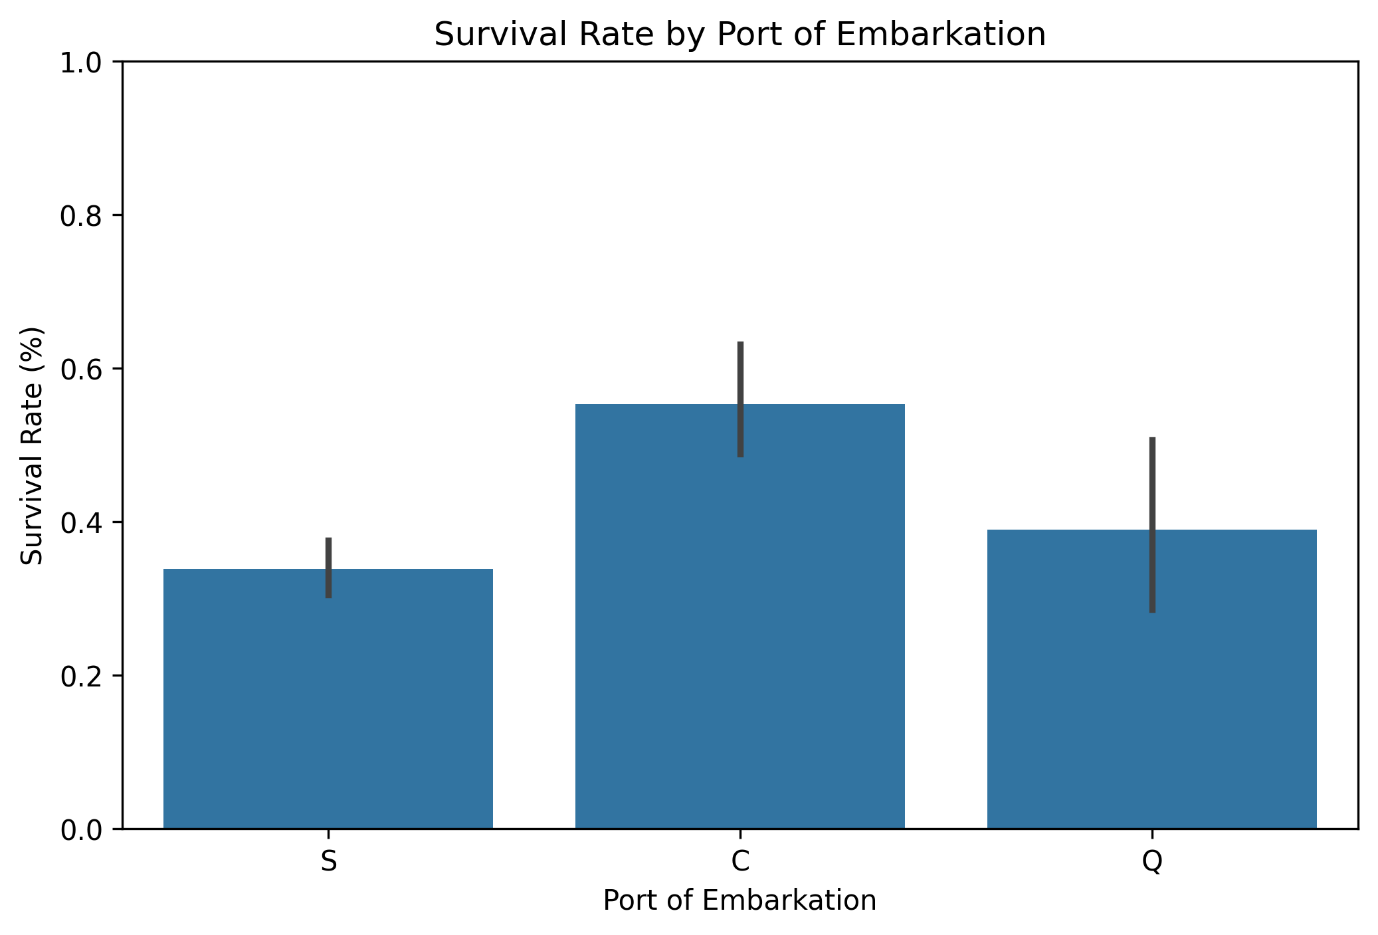 Survival Rate by Port of Embarkation
1.0
0.8
0.6
0.4
0.2
0.0
Survival Rate (%)
S C Q
Port of Embarkation